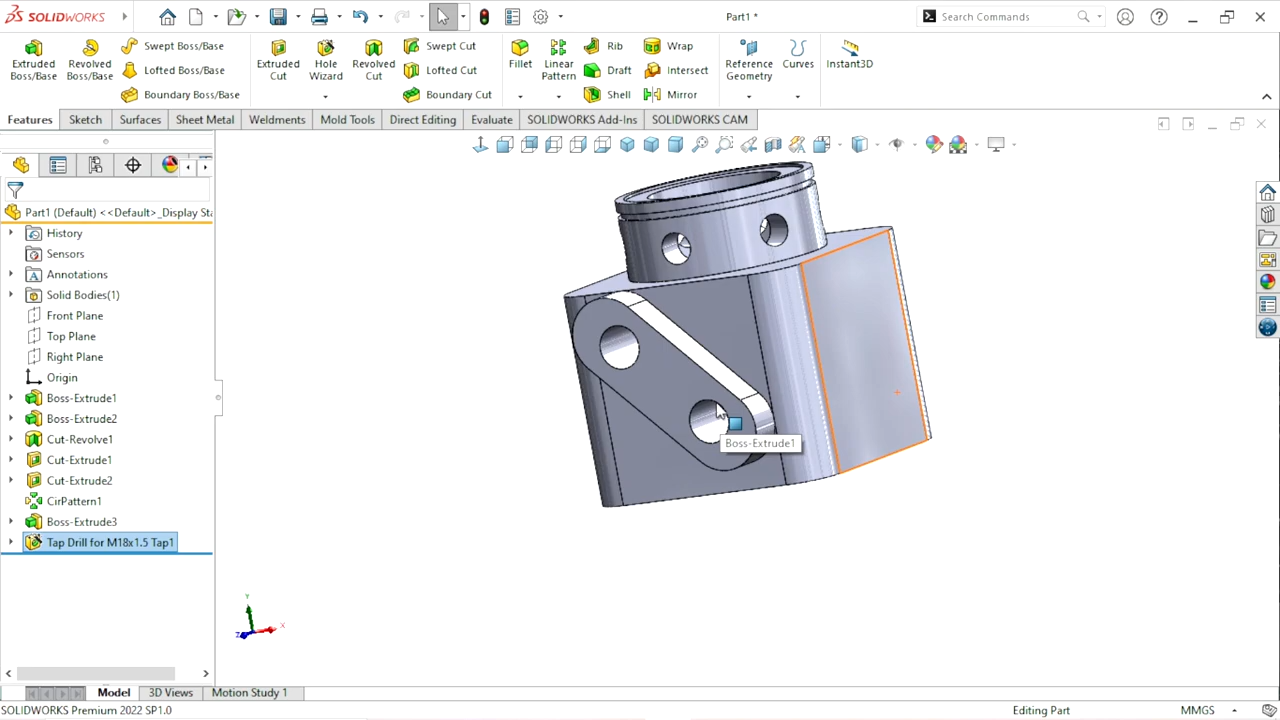 SOLIDWORKS
Part1 *
Search Commands
Extruded Boss/Base
Revolved Boss/Base
Swept Boss/Base
Lofted Boss/Base
Boundary Boss/Base
Extruded Cut
Hole Wizard
Revolved Cut
Swept Cut
Lofted Cut
Boundary Cut
Fillet
Linear Pattern
Rib
Draft
Shell
Wrap
Intersect
Mirror
Reference Geometry
Curves
Instant3D
Features
Sketch
Surfaces
Sheet Metal
Weldments
Mold Tools
Direct Editing
Evaluate
SOLIDWORKS Add-Ins
SOLIDWORKS CAM
Part1 (Default) <<Default>_Display Sta
History
Sensors
Annotations
Solid Bodies(1)
Front Plane
Top Plane
Right Plane
Origin
Boss-Extrude1
Boss-Extrude2
Cut-Revolve1
Cut-Extrude1
Cut-Extrude2
CirPattern1
Boss-Extrude3
Tap Drill for M18x1.5 Tap1
Boss-Extrude1
Y
X
Z
Model
3D Views
Motion Study 1
SOLIDWORKS Premium 2022 SP1.0
Editing Part
MMGS